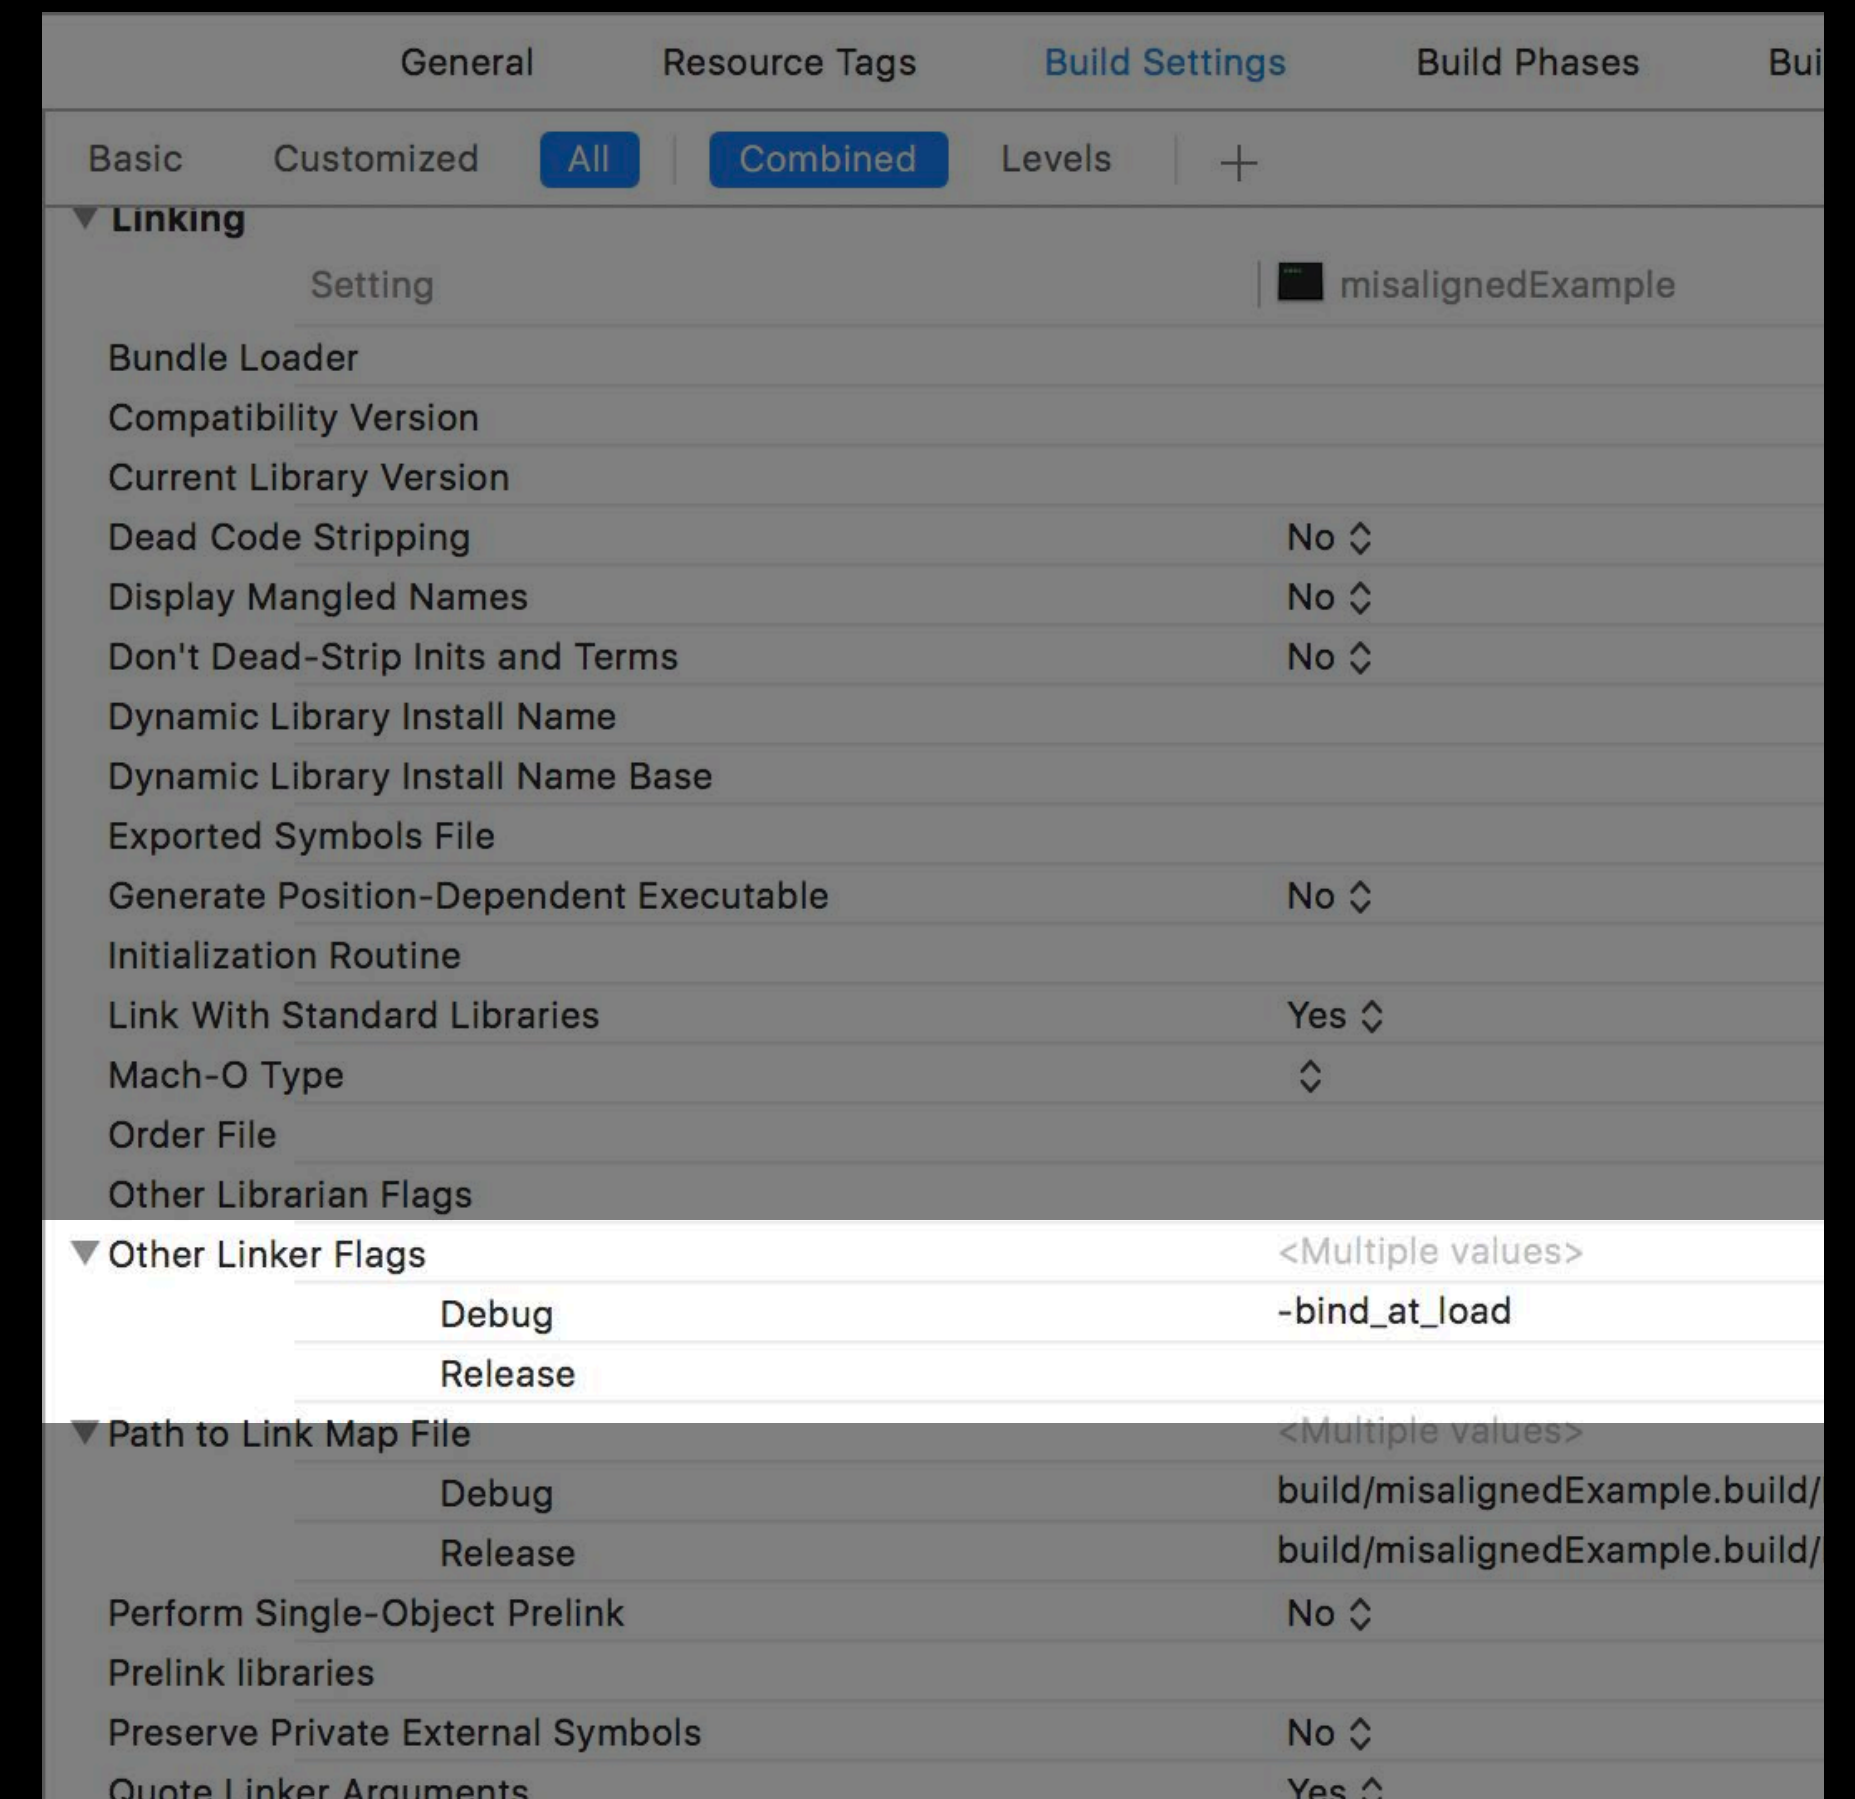 General Resource Tags Build Settings Build Phases Bui
Basic Customized All Combined Levels +
Linking
Setting misalignedExample
Bundle Loader
Compatibility Version
Current Library Version
Dead Code Stripping No
Display Mangled Names No
Don't Dead-Strip Inits and Terms No
Dynamic Library Install Name
Dynamic Library Install Name Base
Exported Symbols File
Generate Position-Dependent Executable No
Initialization Routine
Link With Standard Libraries Yes
Mach-O Type
Order File
Other Librarian Flags
Other Linker Flags <Multiple values>
Debug -bind_at_load
Release
Path to Link Map File <Multiple values>
Debug build/misalignedExample.build/
Release build/misalignedExample.build/
Perform Single-Object Prelink No
Prelink libraries
Preserve Private External Symbols No
Quote Linker Arguments Yes